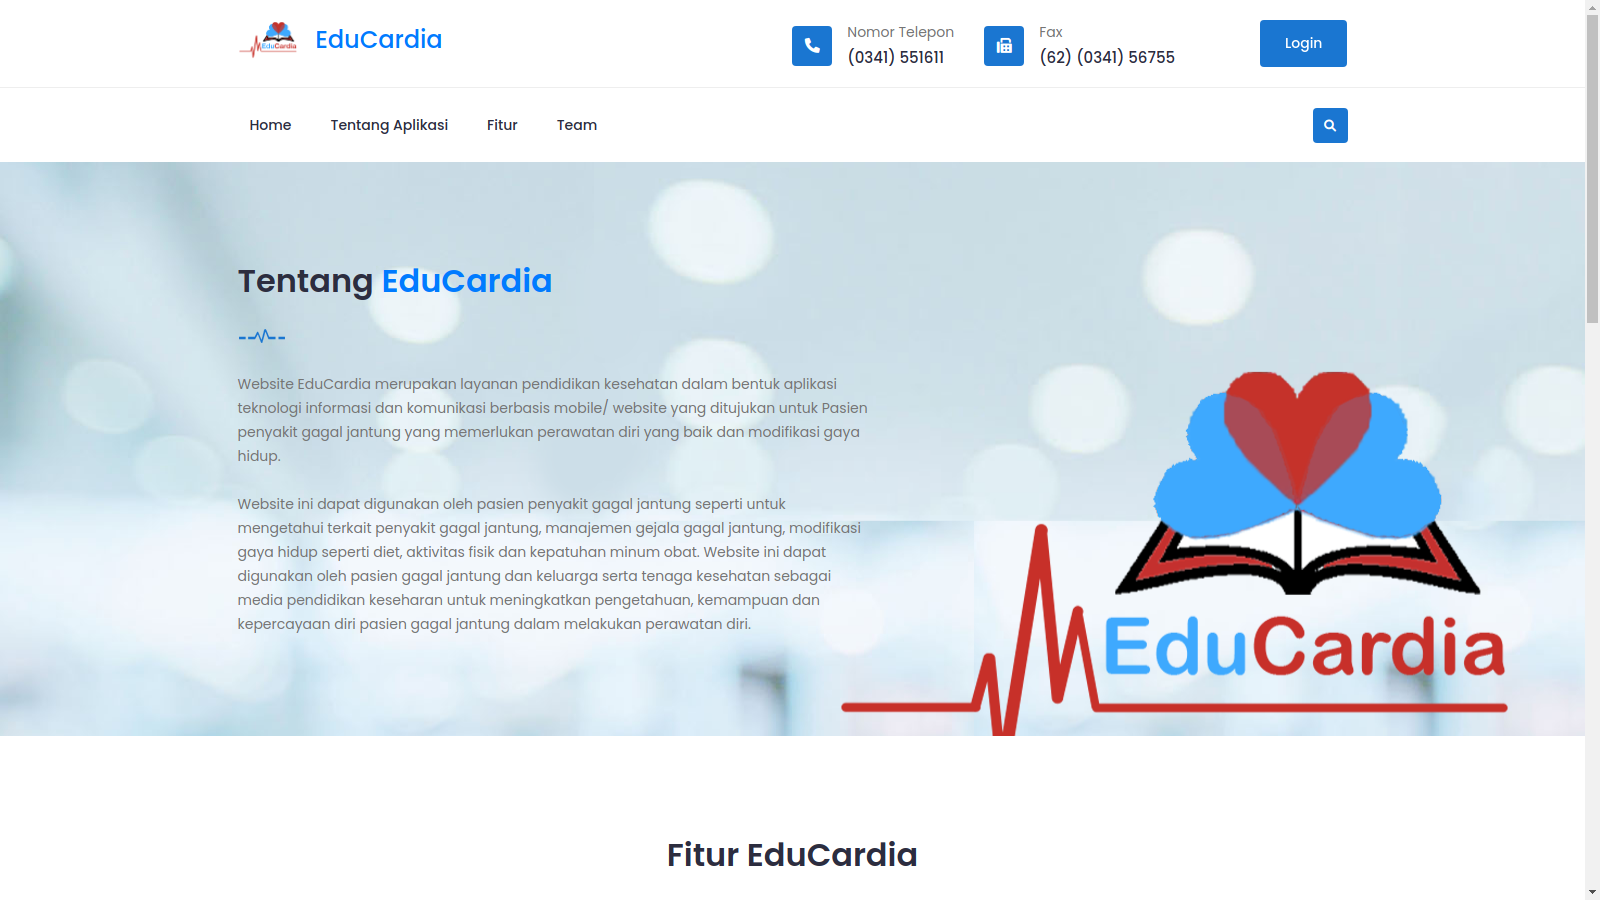 EduCardia
EduCardia
Nomor Telepon
(0341) 551611
Fax
(62) (0341) 56755
Login
Home
Tentang Aplikasi
Fitur
Team
Tentang EduCardia
Website EduCardia merupakan layanan pendidikan kesehatan dalam bentuk aplikasi
teknologi informasi dan komunikasi berbasis mobile/ website yang ditujukan untuk Pasien
penyakit gagal jantung yang memerlukan perawatan diri yang baik dan modifikasi gaya
hidup.
Website ini dapat digunakan oleh pasien penyakit gagal jantung seperti untuk
mengetahui terkait penyakit gagal jantung, manajemen gejala gagal jantung, modifikasi
gaya hidup seperti diet, aktivitas fisik dan kepatuhan minum obat. Website ini dapat
digunakan oleh pasien gagal jantung dan keluarga serta tenaga kesehatan sebagai
media pendidikan keseharan untuk meningkatkan pengetahuan, kemampuan dan
kepercayaan diri pasien gagal jantung dalam melakukan perawatan diri.
EduCardia
Fitur EduCardia